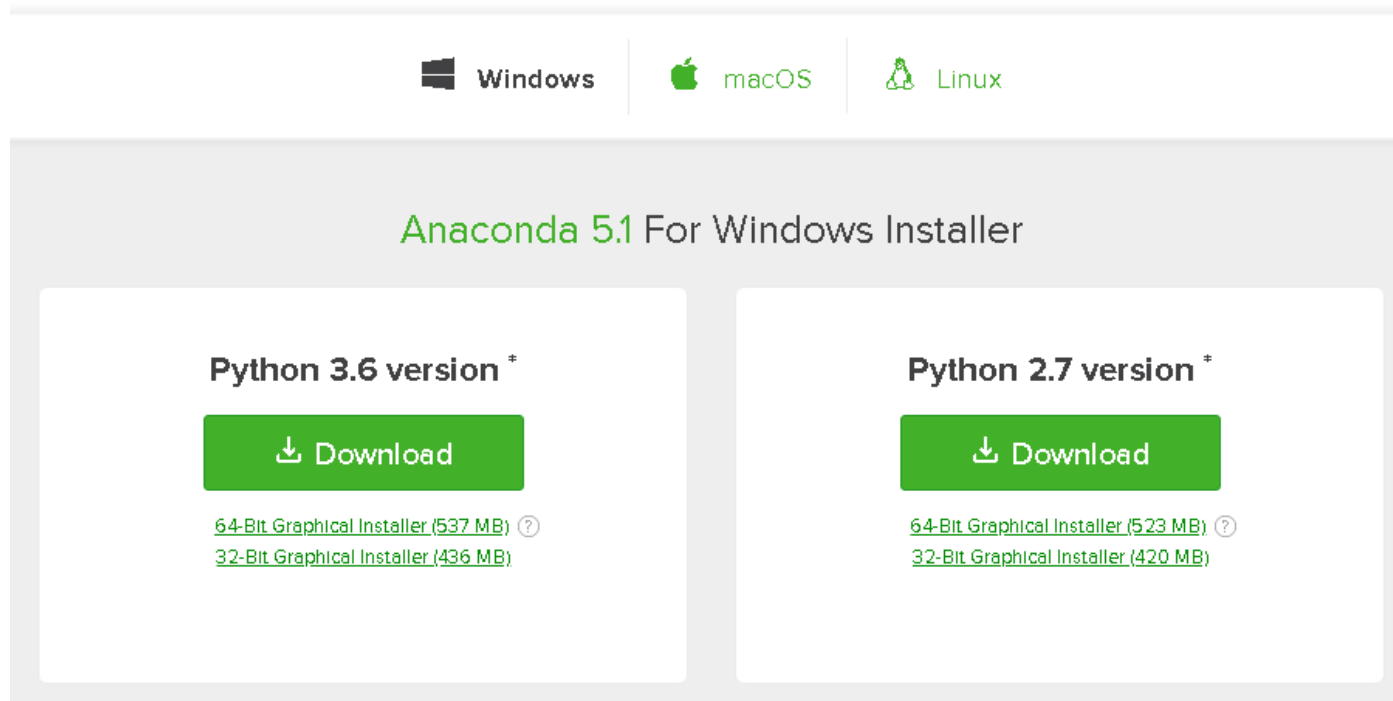 Windows macOS Linux
Anaconda 5.1 For Windows Installer
Python 3.6 version *
Download
64-Bit Graphical Installer (537 MB) ?
32-Bit Graphical Installer (436 MB)
Python 2.7 version *
Download
64-Bit Graphical Installer (523 MB) ?
32-Bit Graphical Installer (420 MB)